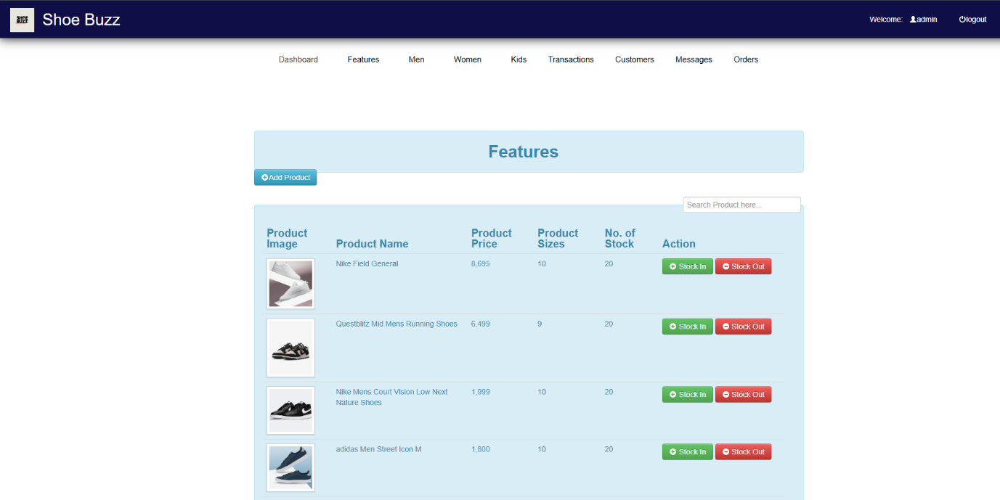 SHOE
BUZZ
Shoe Buzz
Welcome: admin logout
Dashboard Features Men Women Kids Transactions Customers Messages Orders
Features
Add Product
Search Product here...
Product Image Product Name Product Price Product Sizes No. of Stock Action
Nike Field General 8,695 10 20 Stock In Stock Out
Questblitz Mid Mens Running Shoes 6,499 9 20 Stock In Stock Out
Nike Mens Court Vision Low Next 1,999 10 20 Stock In Stock Out
Nature Shoes
adidas Men Street Icon M 1,800 10 20 Stock In Stock Out